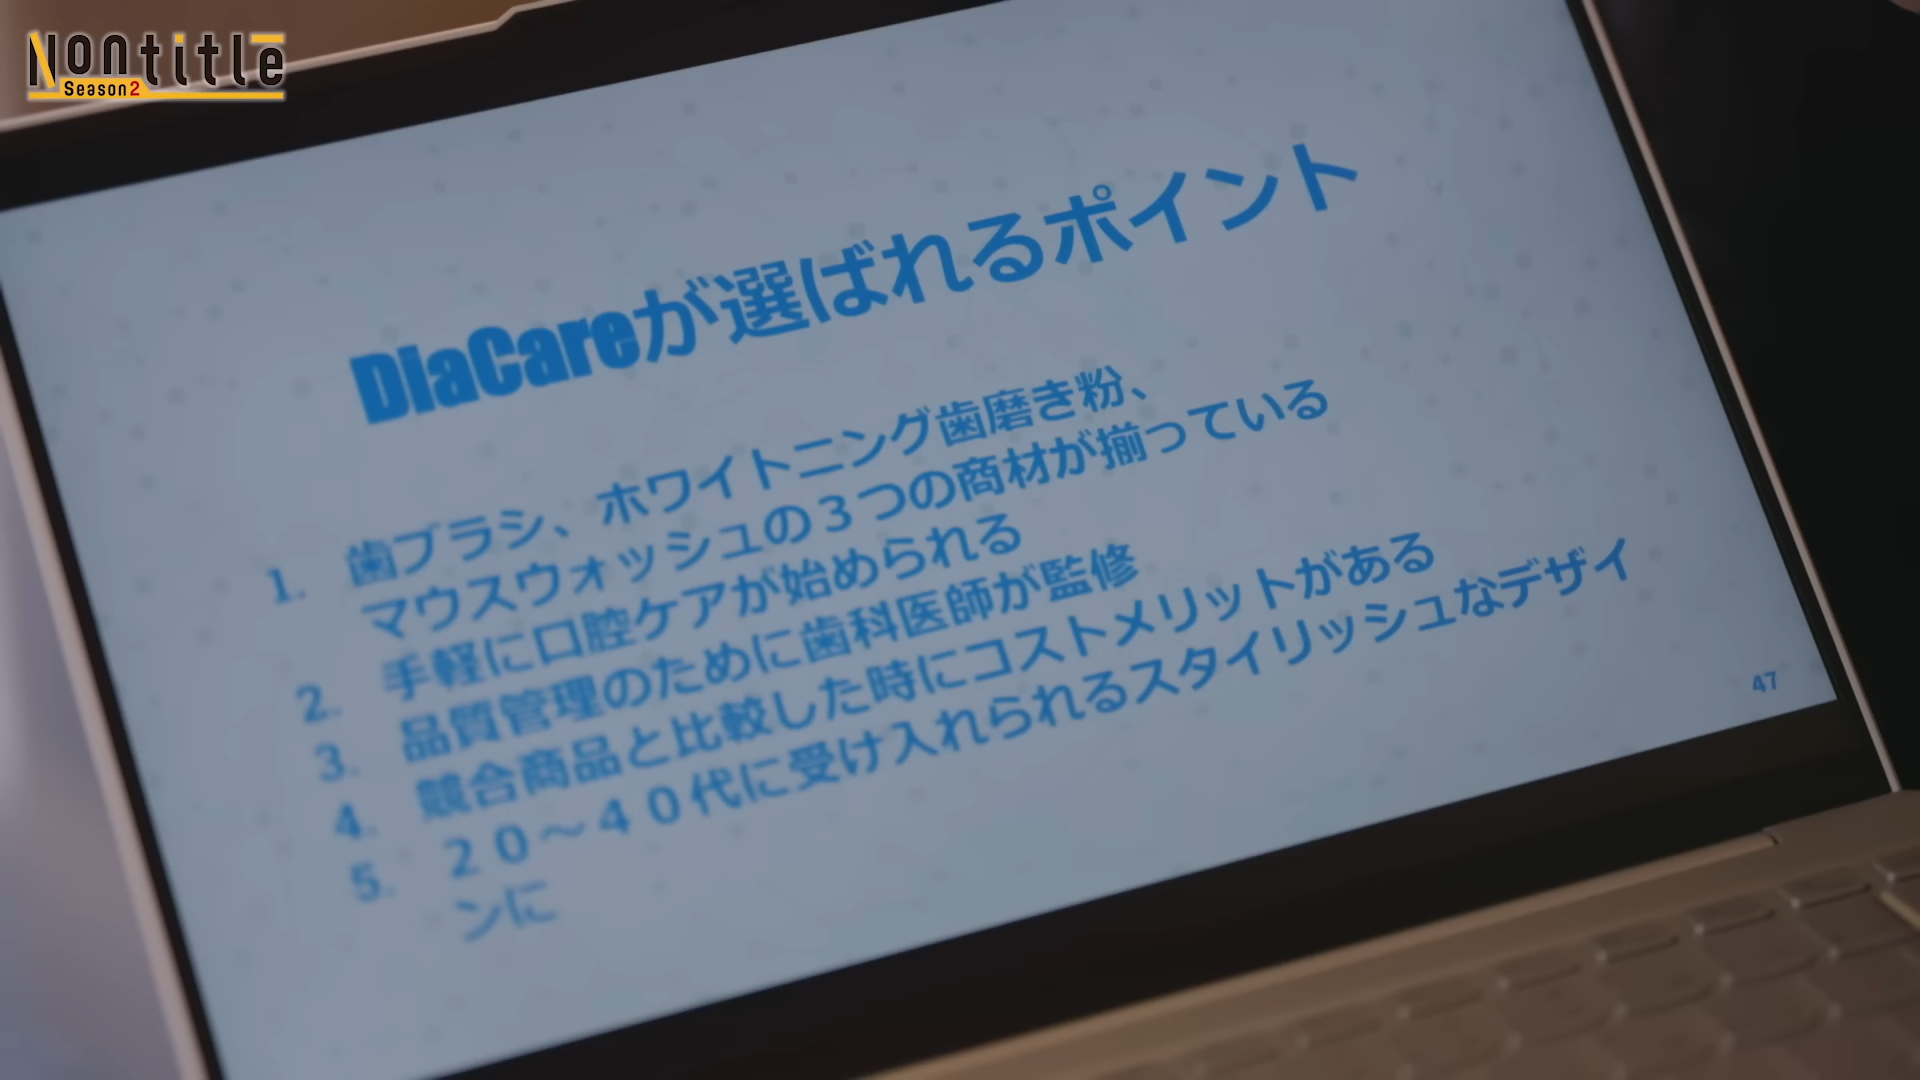 Nontitle
Season2
DiaCareが選ばれるポイント
1. 歯ブラシ、ホワイトニング歯磨き粉、
マウスウォッシュの３つの商材が揃っている
2. 手軽に口腔ケアが始められる
3. 品質管理のために歯科医師が監修
4. 競合商品と比較した時にコストメリットがある
5. ２０〜４０代に受け入れられるスタイリッシュなデザイ
ンに
47